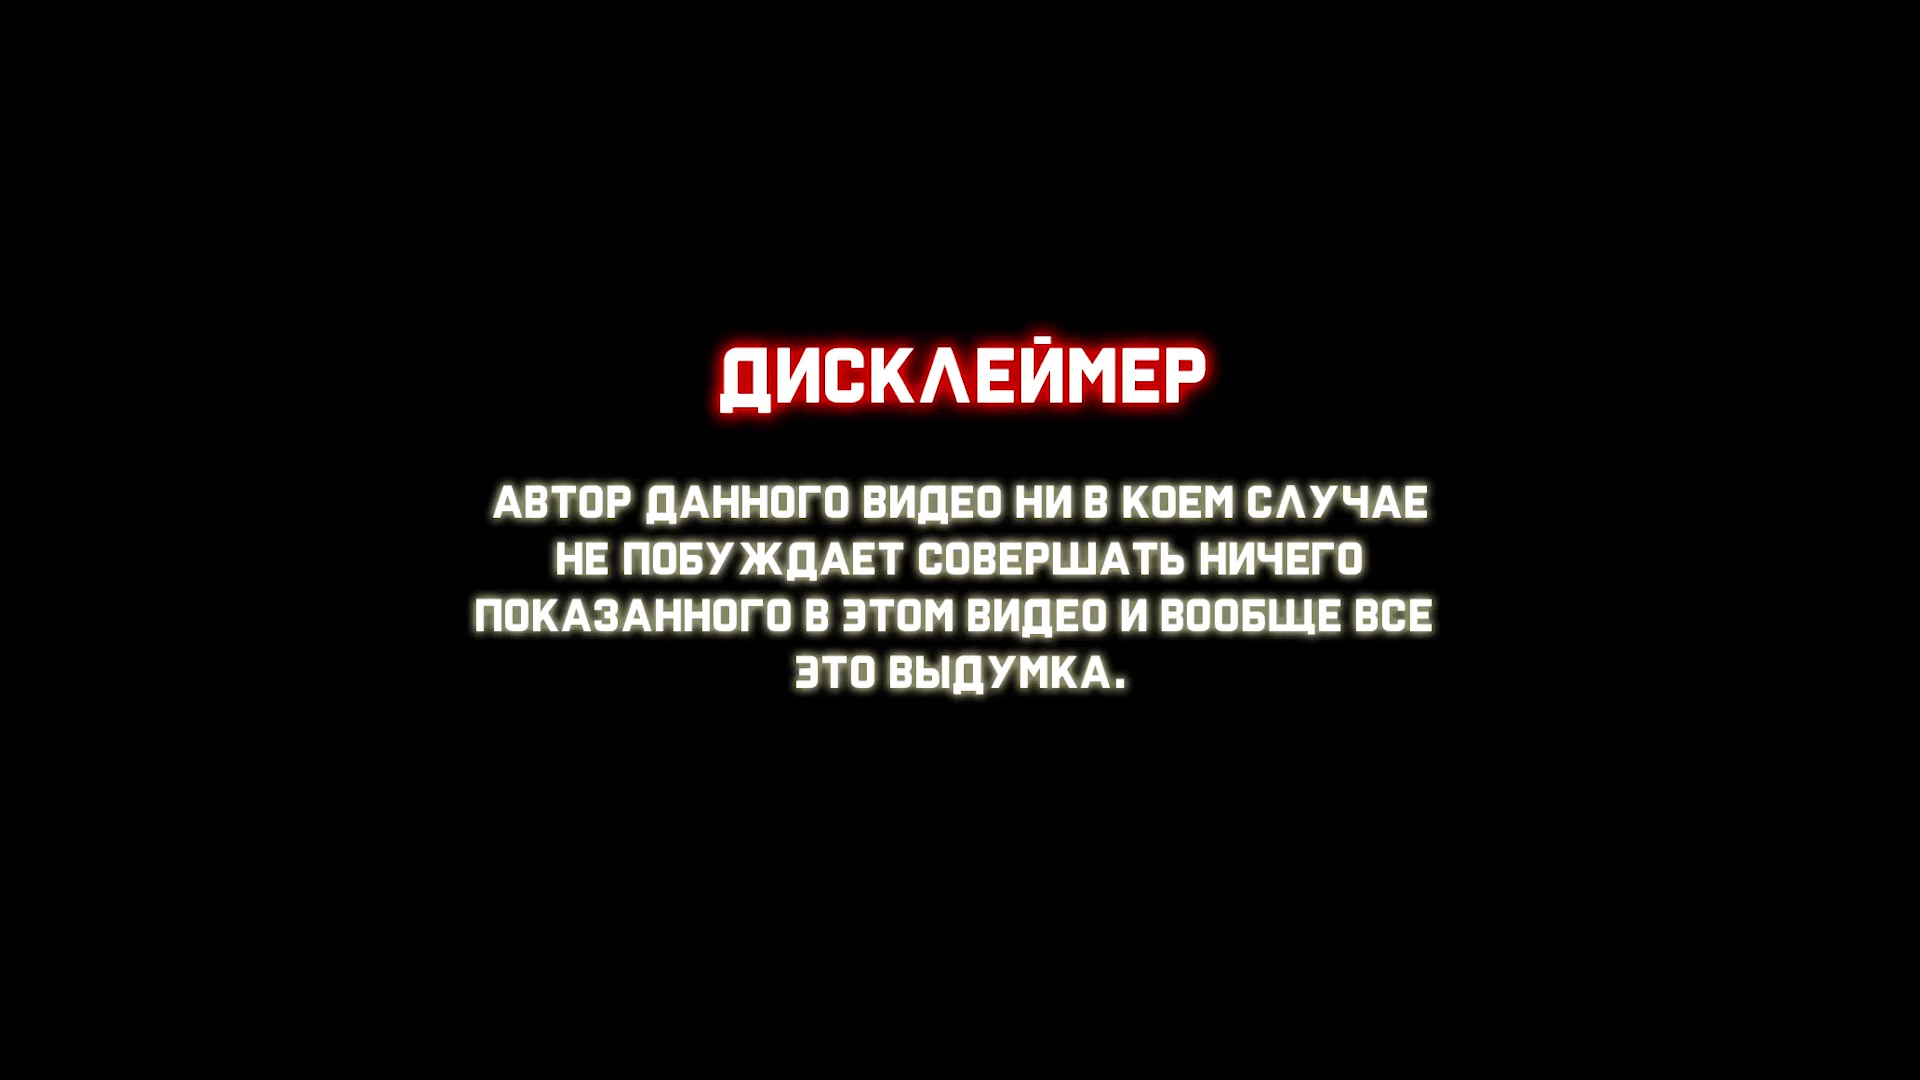 ДИСКЛЕЙМЕР
АВТОР ДАННОГО ВИДЕО НИ В КОЕМ СЛУЧАЕ
НЕ ПОБУЖДАЕТ СОВЕРШАТЬ НИЧЕГО
ПОКАЗАННОГО В ЭТОМ ВИДЕО И ВООБЩЕ ВСЕ
ЭТО ВЫДУМКА.